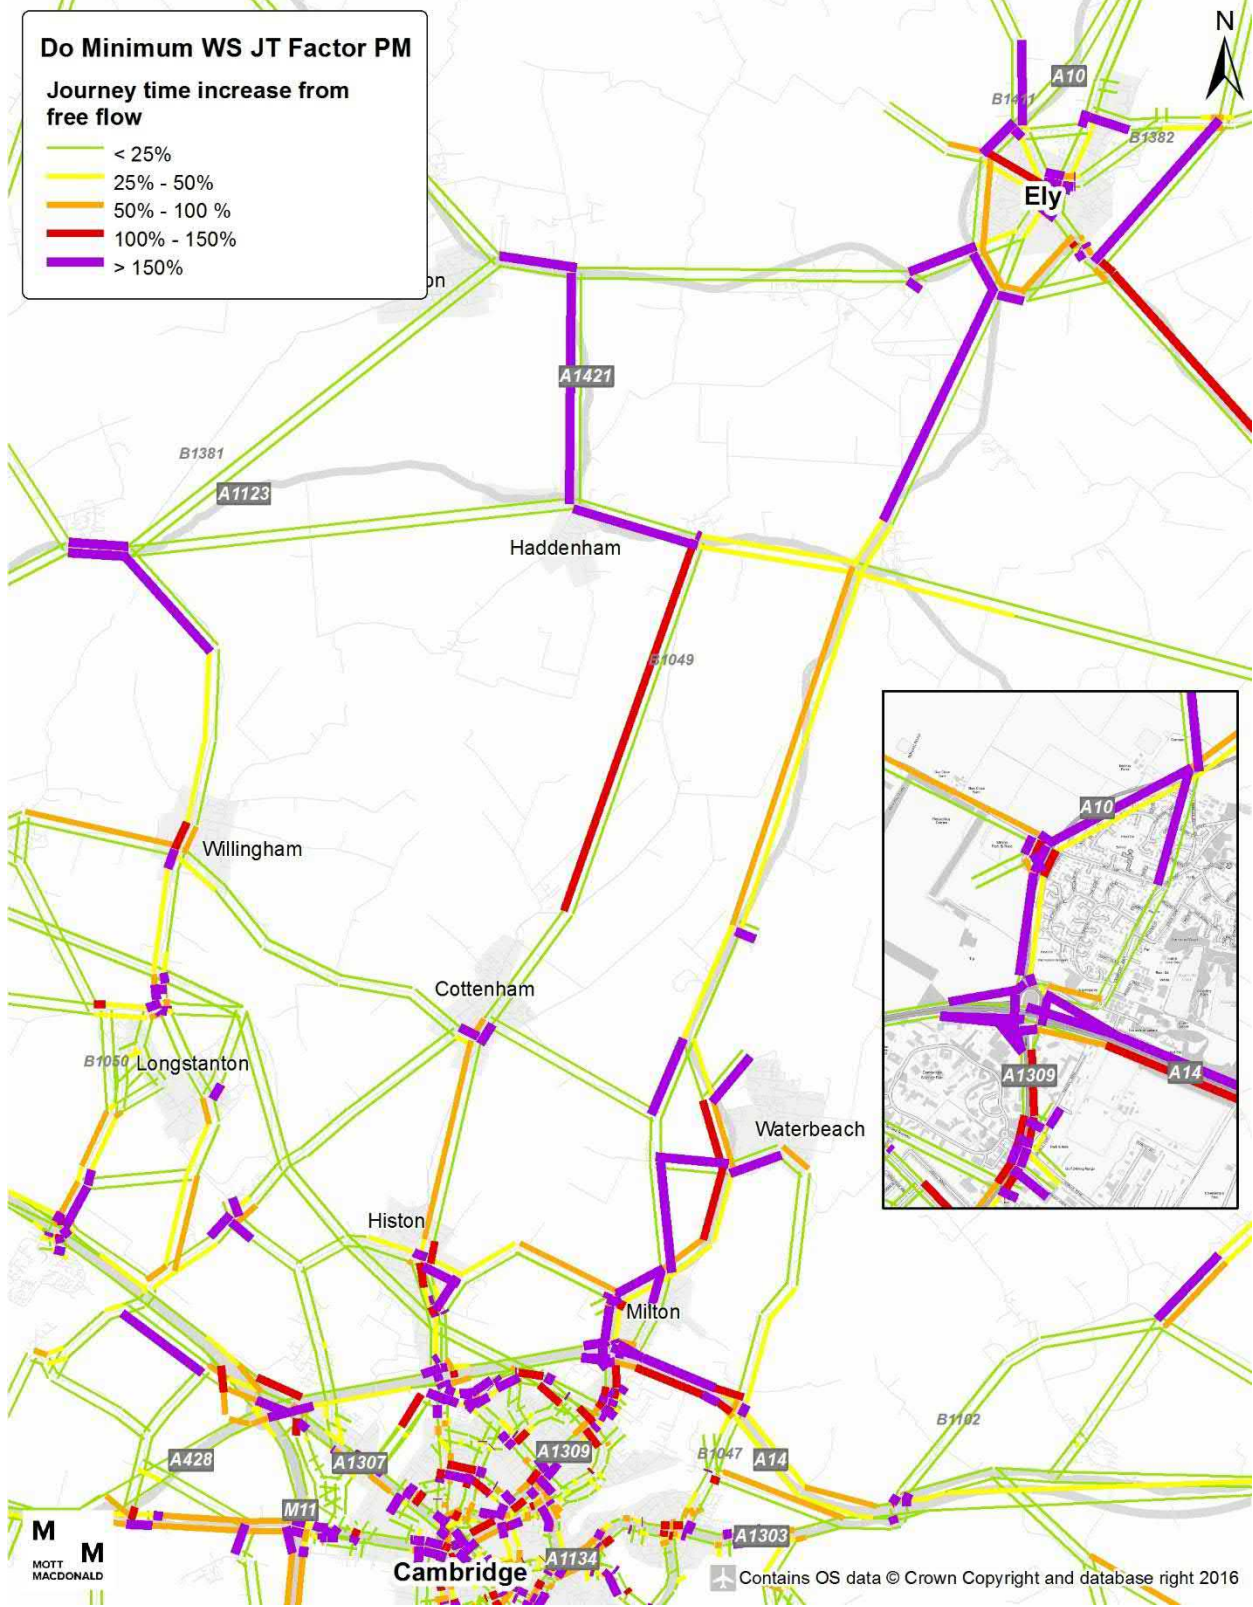 Do Minimum WS JT Factor PM
Journey time increase from
free flow
< 25%
25% - 50%
50% - 100 %
100% - 150%
> 150%
N
A10
B1411
B1382
Ely
on
A1421
B1381
A1123
Haddenham
B1049
A10
Willingham
Cottenham
B1050
Longstanton
A1309
A14
Waterbeach
Histon
Milton
B1102
A428
A1307
A1309
B1047
A14
M11
A1303
A1134
Cambridge
M
M
MOTT
MACDONALD
Contains OS data © Crown Copyright and database right 2016